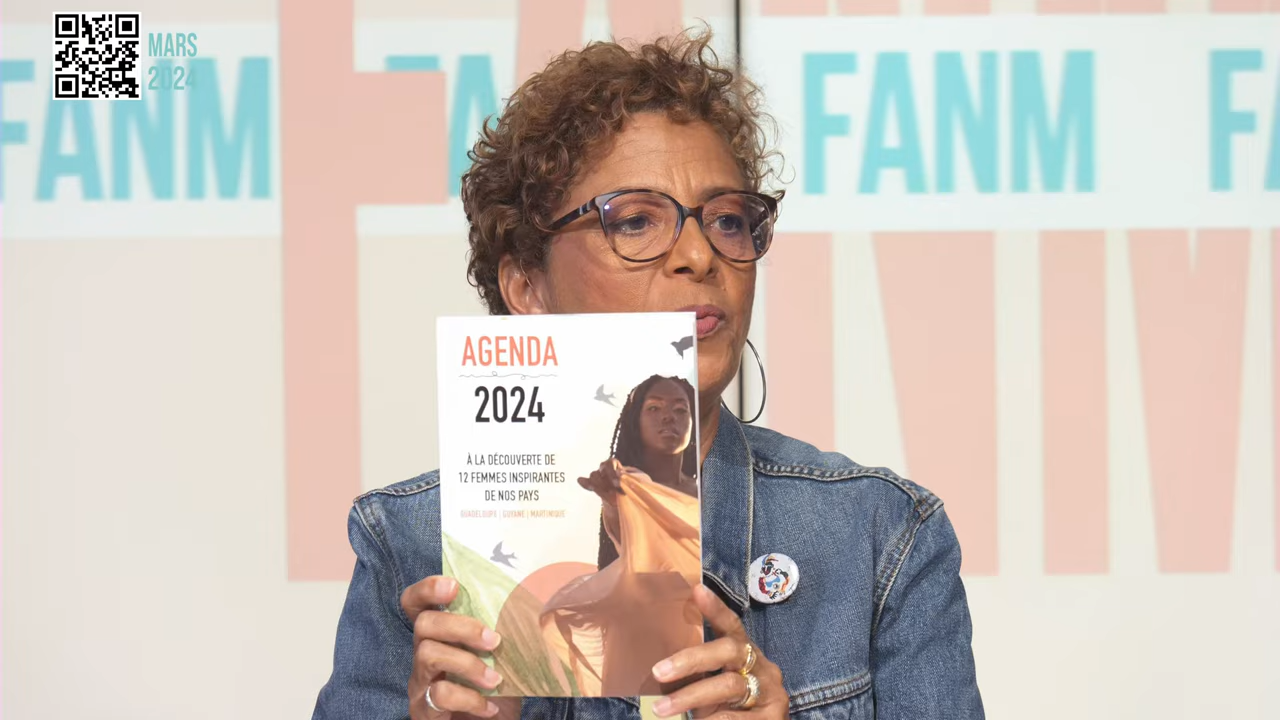 MARS
2024
FANM
FANM
AGENDA
2024
À LA DÉCOUVERTE DE
12 FEMMES INSPIRANTES
DE NOS PAYS
GUADELOUPE | GUYANE | MARTINIQUE